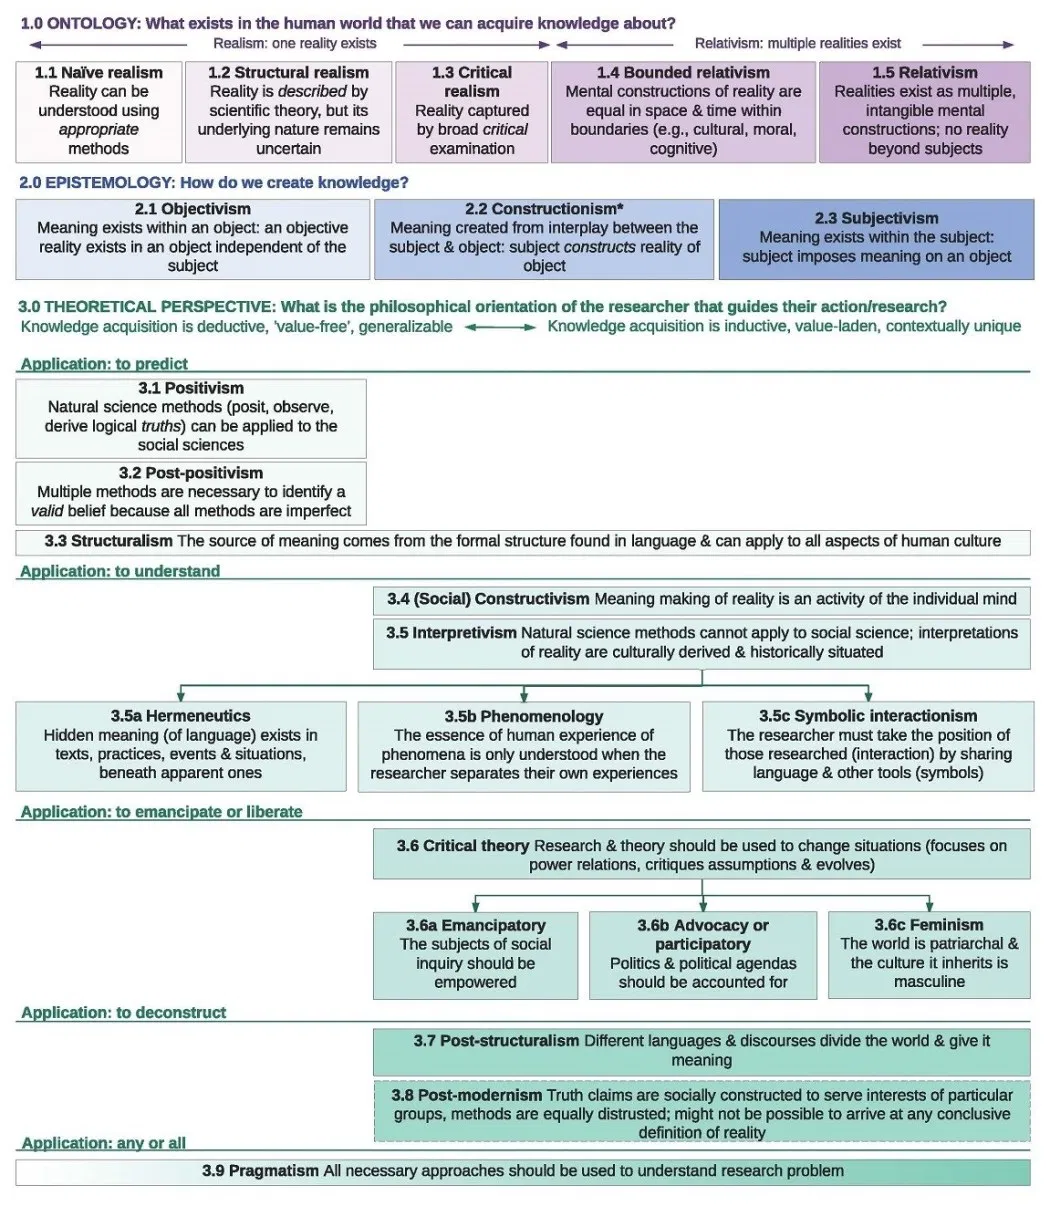 1.0 ONTOLOGY: What exists in the human world that we can acquire knowledge about?
Realism: one reality exists
Relativism: multiple realities exist
1.1 Naïve realism
Reality can be
understood using
appropriate
methods
1.2 Structural realism
Reality is described by
scientific theory, but its
underlying nature remains
uncertain
1.3 Critical
realism
Reality captured
by broad critical
examination
1.4 Bounded relativism
Mental constructions of reality are
equal in space & time within
boundaries (e.g., cultural, moral,
cognitive)
1.5 Relativism
Realities exist as multiple,
intangible mental
constructions; no reality
beyond subjects
2.0 EPISTEMOLOGY: How do we create knowledge?
2.1 Objectivism
Meaning exists within an object: an objective
reality exists in an object independent of the
subject
2.2 Constructionism*
Meaning created from interplay between the
subject & object: subject constructs reality of
object
2.3 Subjectivism
Meaning exists within the subject:
subject imposes meaning on an object
3.0 THEORETICAL PERSPECTIVE: What is the philosophical orientation of the researcher that guides their action/research?
Knowledge acquisition is deductive, 'value-free', generalizable
Knowledge acquisition is inductive, value-laden, contextually unique
Application: to predict
3.1 Positivism
Natural science methods (posit, observe,
derive logical truths) can be applied to the
social sciences
3.2 Post-positivism
Multiple methods are necessary to identify a
valid belief because all methods are imperfect
3.3 Structuralism The source of meaning comes from the formal structure found in language & can apply to all aspects of human culture
Application: to understand
3.4 (Social) Constructivism Meaning making of reality is an activity of the individual mind
3.5 Interpretivism Natural science methods cannot apply to social science; interpretations
of reality are culturally derived & historically situated
3.5a Hermeneutics
Hidden meaning (of language) exists in
texts, practices, events & situations,
beneath apparent ones
3.5b Phenomenology
The essence of human experience of
phenomena is only understood when the
researcher separates their own experiences
3.5c Symbolic interactionism
The researcher must take the position of
those researched (interaction) by sharing
language & other tools (symbols)
Application: to emancipate or liberate
3.6 Critical theory Research & theory should be used to change situations (focuses on
power relations, critiques assumptions & evolves)
3.6a Emancipatory
The subjects of social
inquiry should be
empowered
3.6b Advocacy or
participatory
Politics & political agendas
should be accounted for
3.6c Feminism
The world is patriarchal &
the culture it inherits is
masculine
Application: to deconstruct
3.7 Post-structuralism Different languages & discourses divide the world & give it
meaning
3.8 Post-modernism Truth claims are socially constructed to serve interests of particular
groups, methods are equally distrusted; might not be possible to arrive at any conclusive
definition of reality
Application: any or all
3.9 Pragmatism All necessary approaches should be used to understand research problem